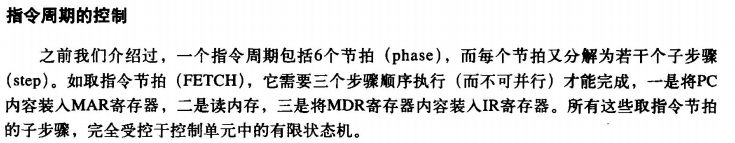 指令周期的控制
之前我们介绍过，一个指令周期包括6个节拍（phase），而每个节拍又分解为若干个子步骤
（step）。如取指令节拍（FETCH），它需要三个步骤顺序执行（而不可并行）才能完成，一是将PC
内容装入MAR寄存器，二是读内存，三是将MDR寄存器内容装入IR寄存器。所有这些取指令节拍
的子步骤，完全受控于控制单元中的有限状态机。